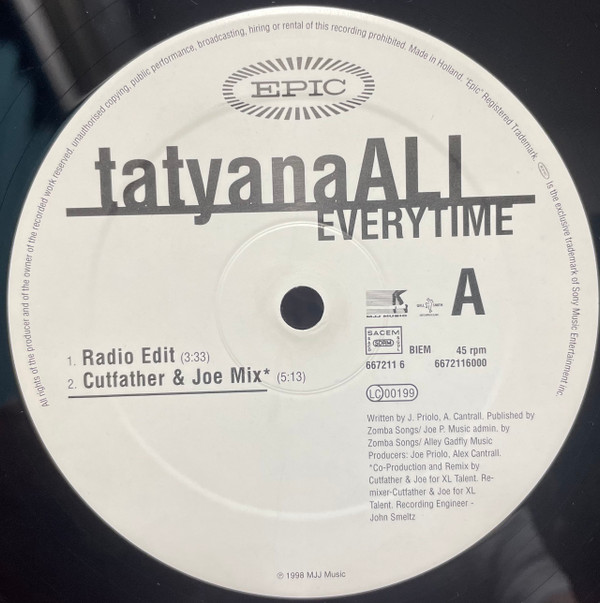 All rights of the producer and of the owner of the recorded work reserved. unauthorised copying, public performance, broadcasting, hiring or rental of this recording prohibited. Made in Holland. "Epic" Registered Trademark. Epic is the exclusive trademark of Sony Music Entertainment Inc.
EPIC
tatyanaALI
EVERYTIME
MJJ MUSIC
A
1. Radio Edit (3:33)
2. Cutfather & Joe Mix* (5:13)
SACEM
SDRM
BIEM
45 rpm
667211 6
6672116000
LC00199
Written by J. Priolo, A. Cantrall. Published by
Zomba Songs/ Joe P. Music admin. by
Zomba Songs/ Alley Gadfly Music
Producers: Joe Priolo, Alex Cantrall.
*Co-Production and Remix by
Cutfather & Joe for XL Talent. Re-
mixer-Cutfather & Joe for XL
Talent. Recording Engineer -
John Smeltz
℗ 1998 MJJ Music